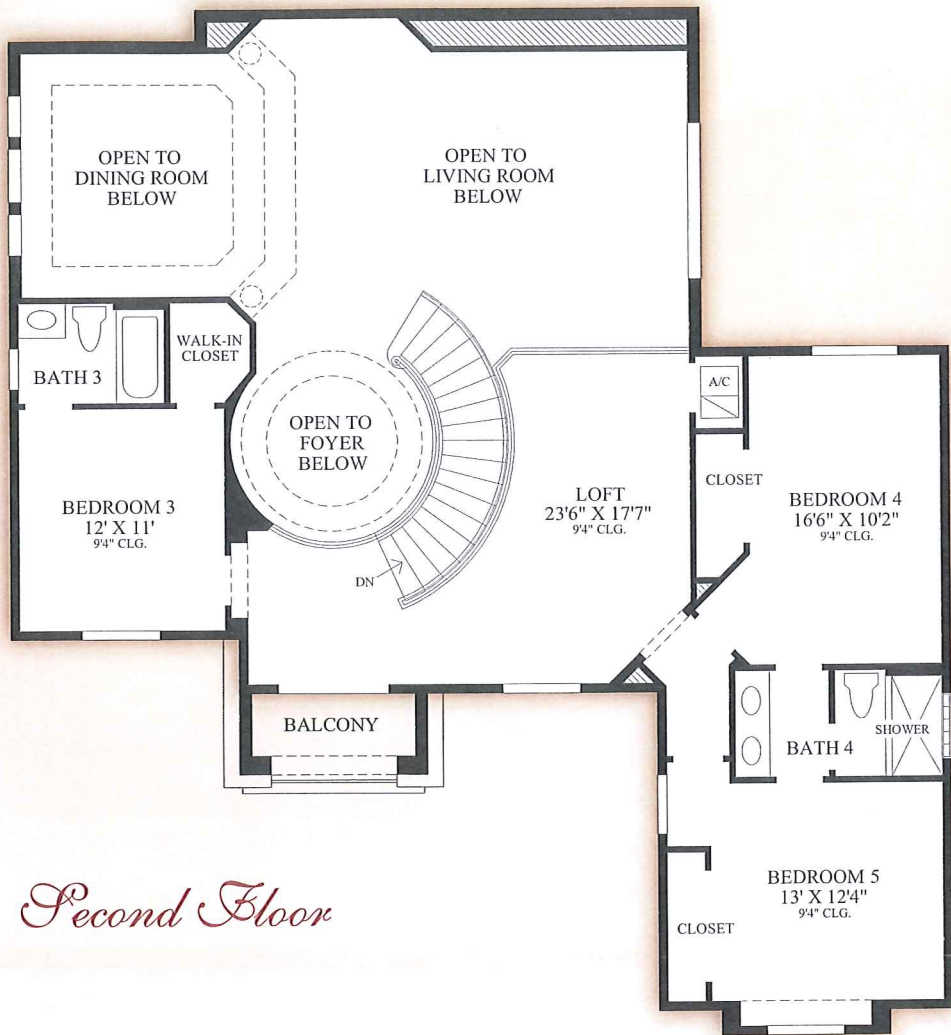 OPEN TO
DINING ROOM
BELOW
OPEN TO
LIVING ROOM
BELOW
BATH 3
WALK-IN
CLOSET
OPEN TO
FOYER
BELOW
A/C
CLOSET
BEDROOM 3
12' X 11'
9'4" CLG.
LOFT
23'6" X 17'7"
9'4" CLG.
BEDROOM 4
16'6" X 10'2"
9'4" CLG.
DN
BALCONY
BATH 4
SHOWER
BEDROOM 5
13' X 12'4"
9'4" CLG.
CLOSET
Second Floor